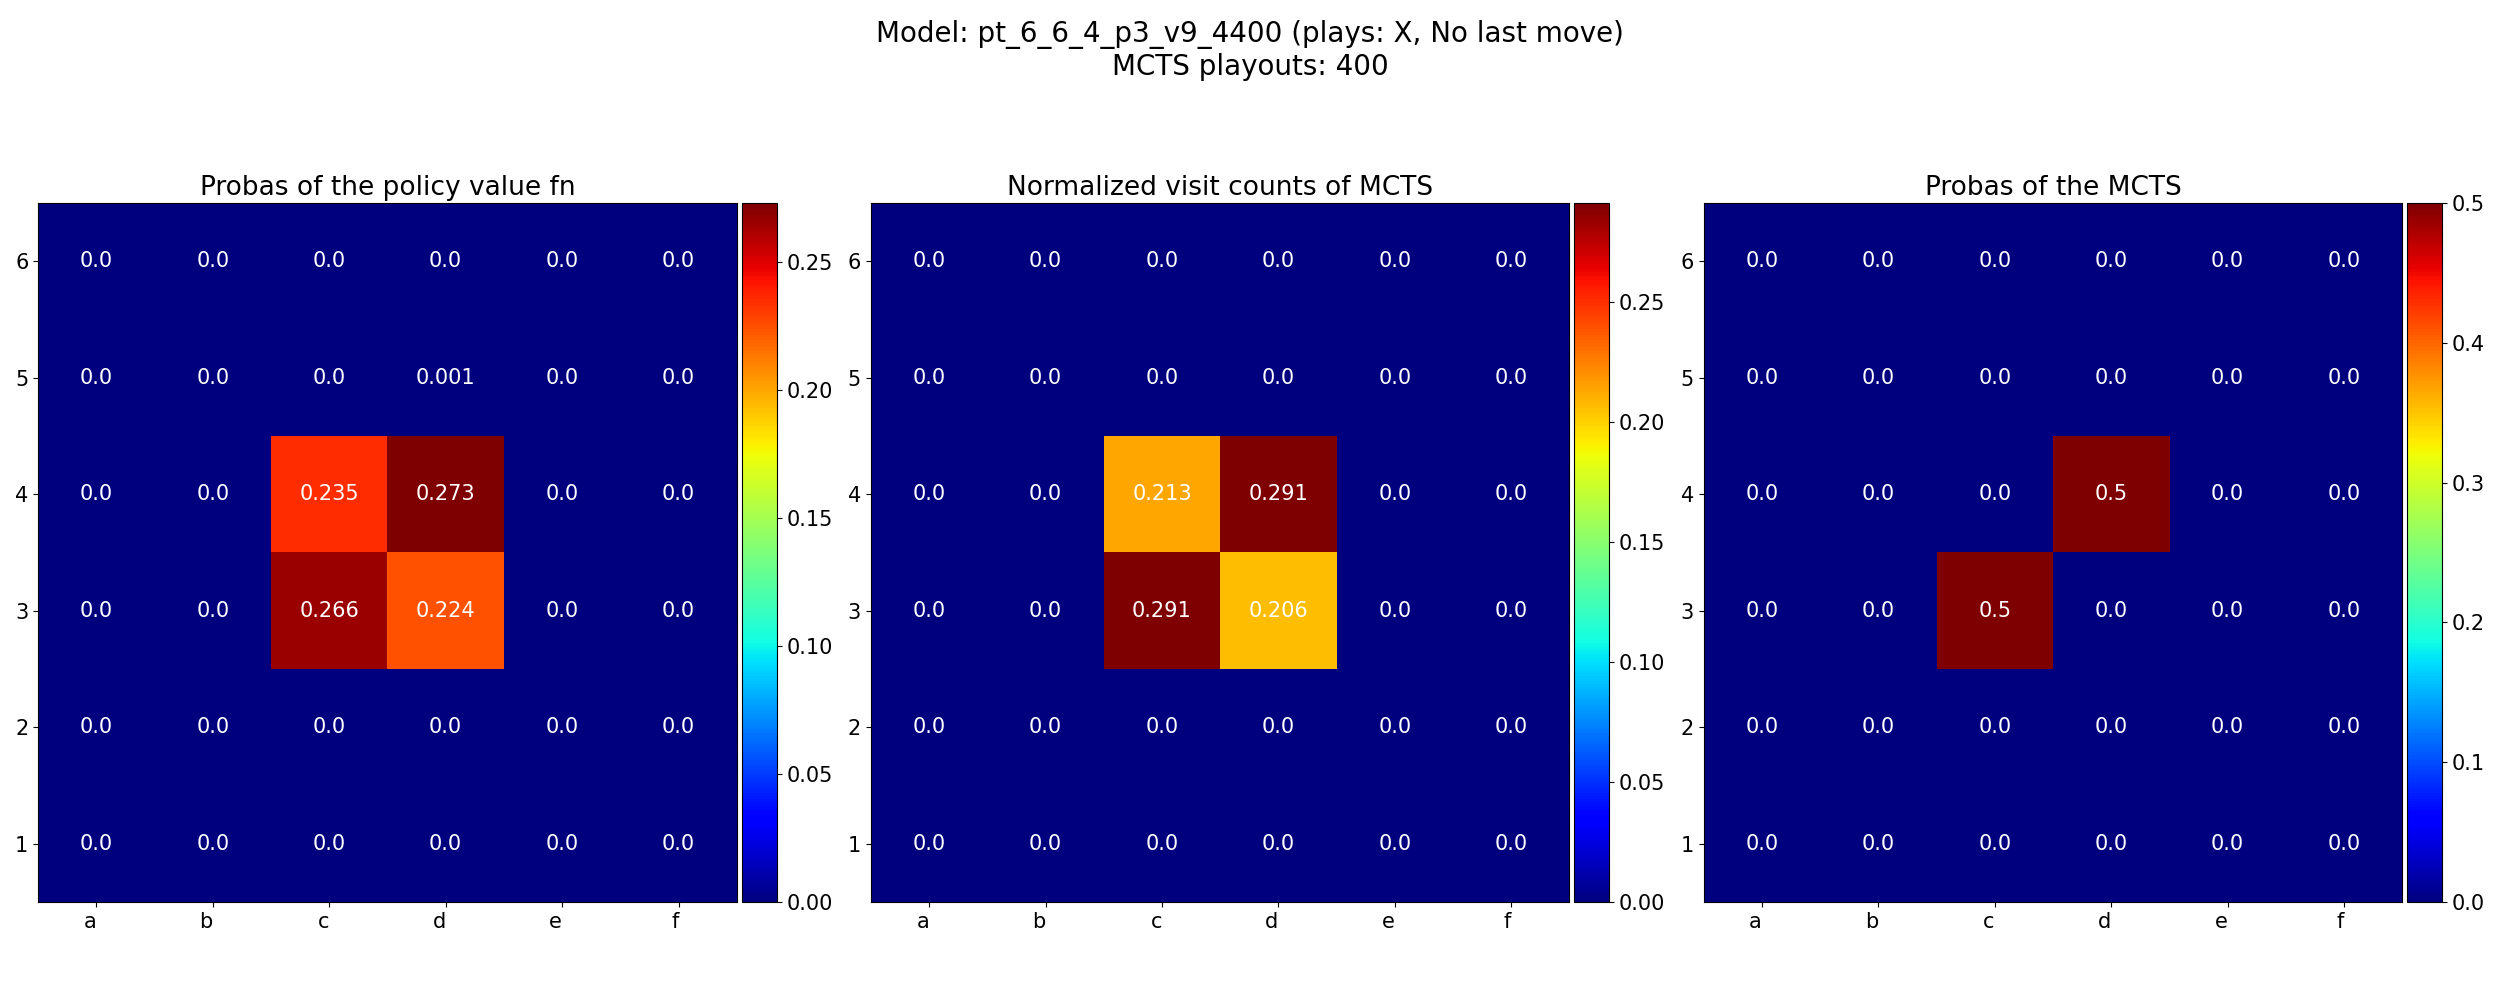 Model: pt_6_6_4_p3_v9_4400 (plays: X, No last move)
MCTS playouts: 400
Probas of the policy value fn
6 0.0 0.0 0.0 0.0 0.0 0.0
5 0.0 0.0 0.0 0.001 0.0 0.0
4 0.0 0.0 0.235 0.273 0.0 0.0
3 0.0 0.0 0.266 0.224 0.0 0.0
2 0.0 0.0 0.0 0.0 0.0 0.0
1 0.0 0.0 0.0 0.0 0.0 0.0
a b c d e f
0.25
0.20
0.15
0.10
0.05
0.00
Normalized visit counts of MCTS
6 0.0 0.0 0.0 0.0 0.0 0.0
5 0.0 0.0 0.0 0.0 0.0 0.0
4 0.0 0.0 0.213 0.291 0.0 0.0
3 0.0 0.0 0.291 0.206 0.0 0.0
2 0.0 0.0 0.0 0.0 0.0 0.0
1 0.0 0.0 0.0 0.0 0.0 0.0
a b c d e f
0.25
0.20
0.15
0.10
0.05
0.00
Probas of the MCTS
6 0.0 0.0 0.0 0.0 0.0 0.0
5 0.0 0.0 0.0 0.0 0.0 0.0
4 0.0 0.0 0.0 0.5 0.0 0.0
3 0.0 0.0 0.5 0.0 0.0 0.0
2 0.0 0.0 0.0 0.0 0.0 0.0
1 0.0 0.0 0.0 0.0 0.0 0.0
a b c d e f
0.5
0.4
0.3
0.2
0.1
0.0